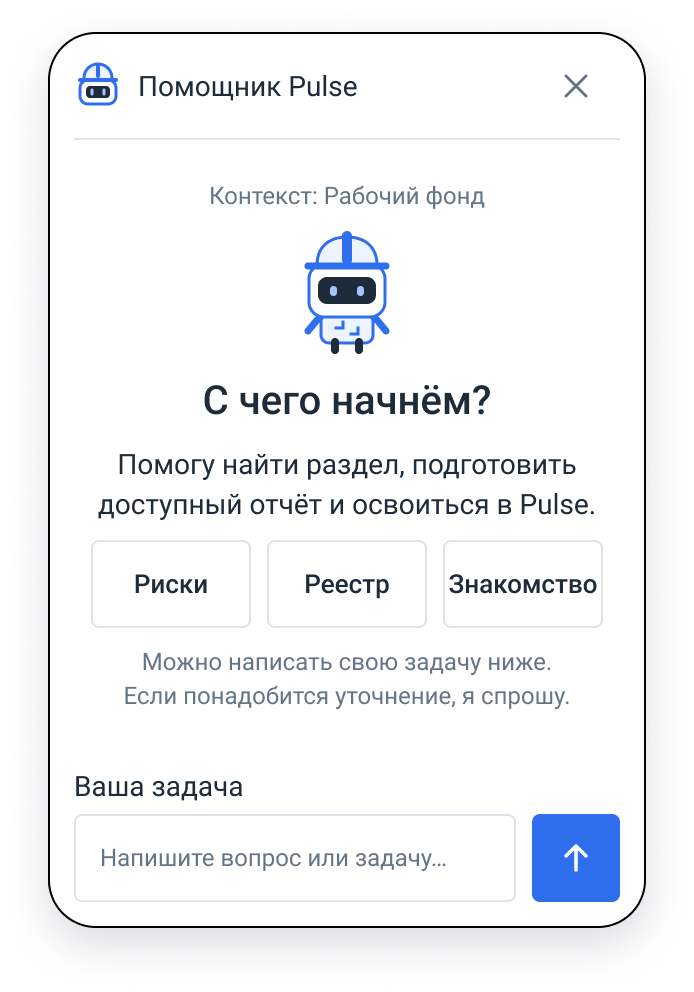 Помощник Pulse
Контекст: Рабочий фонд
С чего начнём?
Помогу найти раздел, подготовить
доступный отчёт и освоиться в Pulse.
Риски
Реестр
Знакомство
Можно написать свою задачу ниже.
Если понадобится уточнение, я спрошу.
Ваша задача
Напишите вопрос или задачу…